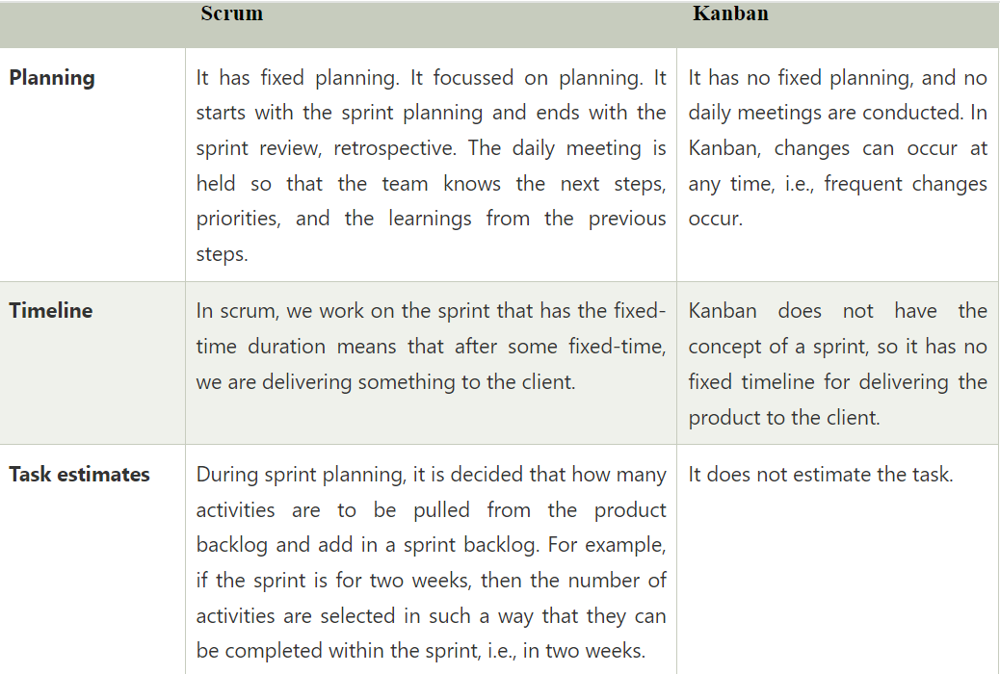 Scrum
Kanban
Planning
It has fixed planning. It focussed on planning. It
starts with the sprint planning and ends with the
sprint review, retrospective. The daily meeting is
held so that the team knows the next steps,
priorities, and the learnings from the previous
steps.
It has no fixed planning, and no
daily meetings are conducted. In
Kanban, changes can occur at
any time, i.e., frequent changes
occur.
Timeline
In scrum, we work on the sprint that has the fixed-
time duration means that after some fixed-time,
we are delivering something to the client.
Kanban does not have the
concept of a sprint, so it has no
fixed timeline for delivering the
product to the client.
Task estimates
During sprint planning, it is decided that how many
activities are to be pulled from the product
backlog and add in a sprint backlog. For example,
if the sprint is for two weeks, then the number of
activities are selected in such a way that they can
be completed within the sprint, i.e., in two weeks.
It does not estimate the task.